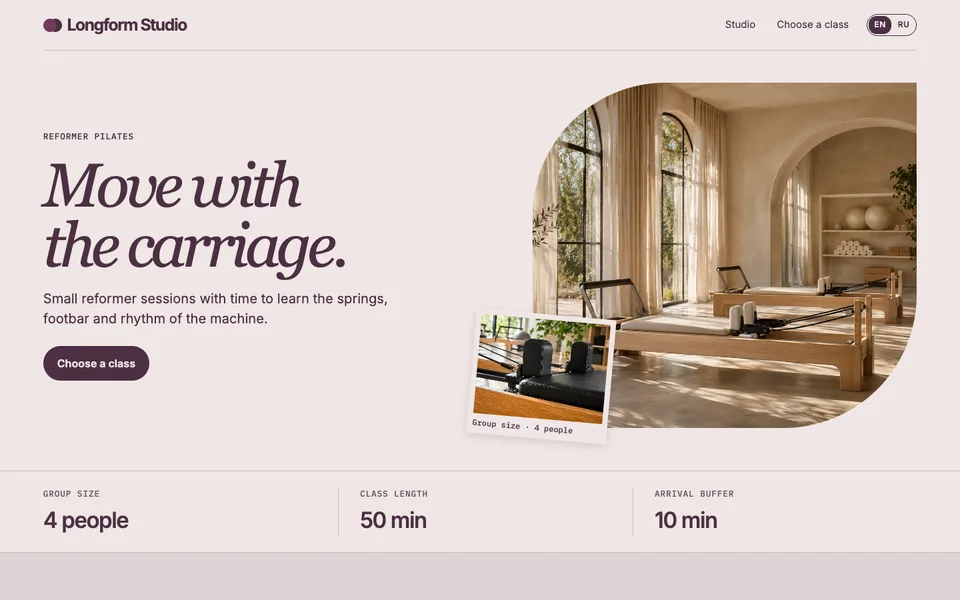 Longform Studio
Studio
Choose a class
EN
RU
REFORMER PILATES
Move with
the carriage.
Small reformer sessions with time to learn the springs,
footbar and rhythm of the machine.
Choose a class
Group size · 4 people
GROUP SIZE
4 people
CLASS LENGTH
50 min
ARRIVAL BUFFER
10 min